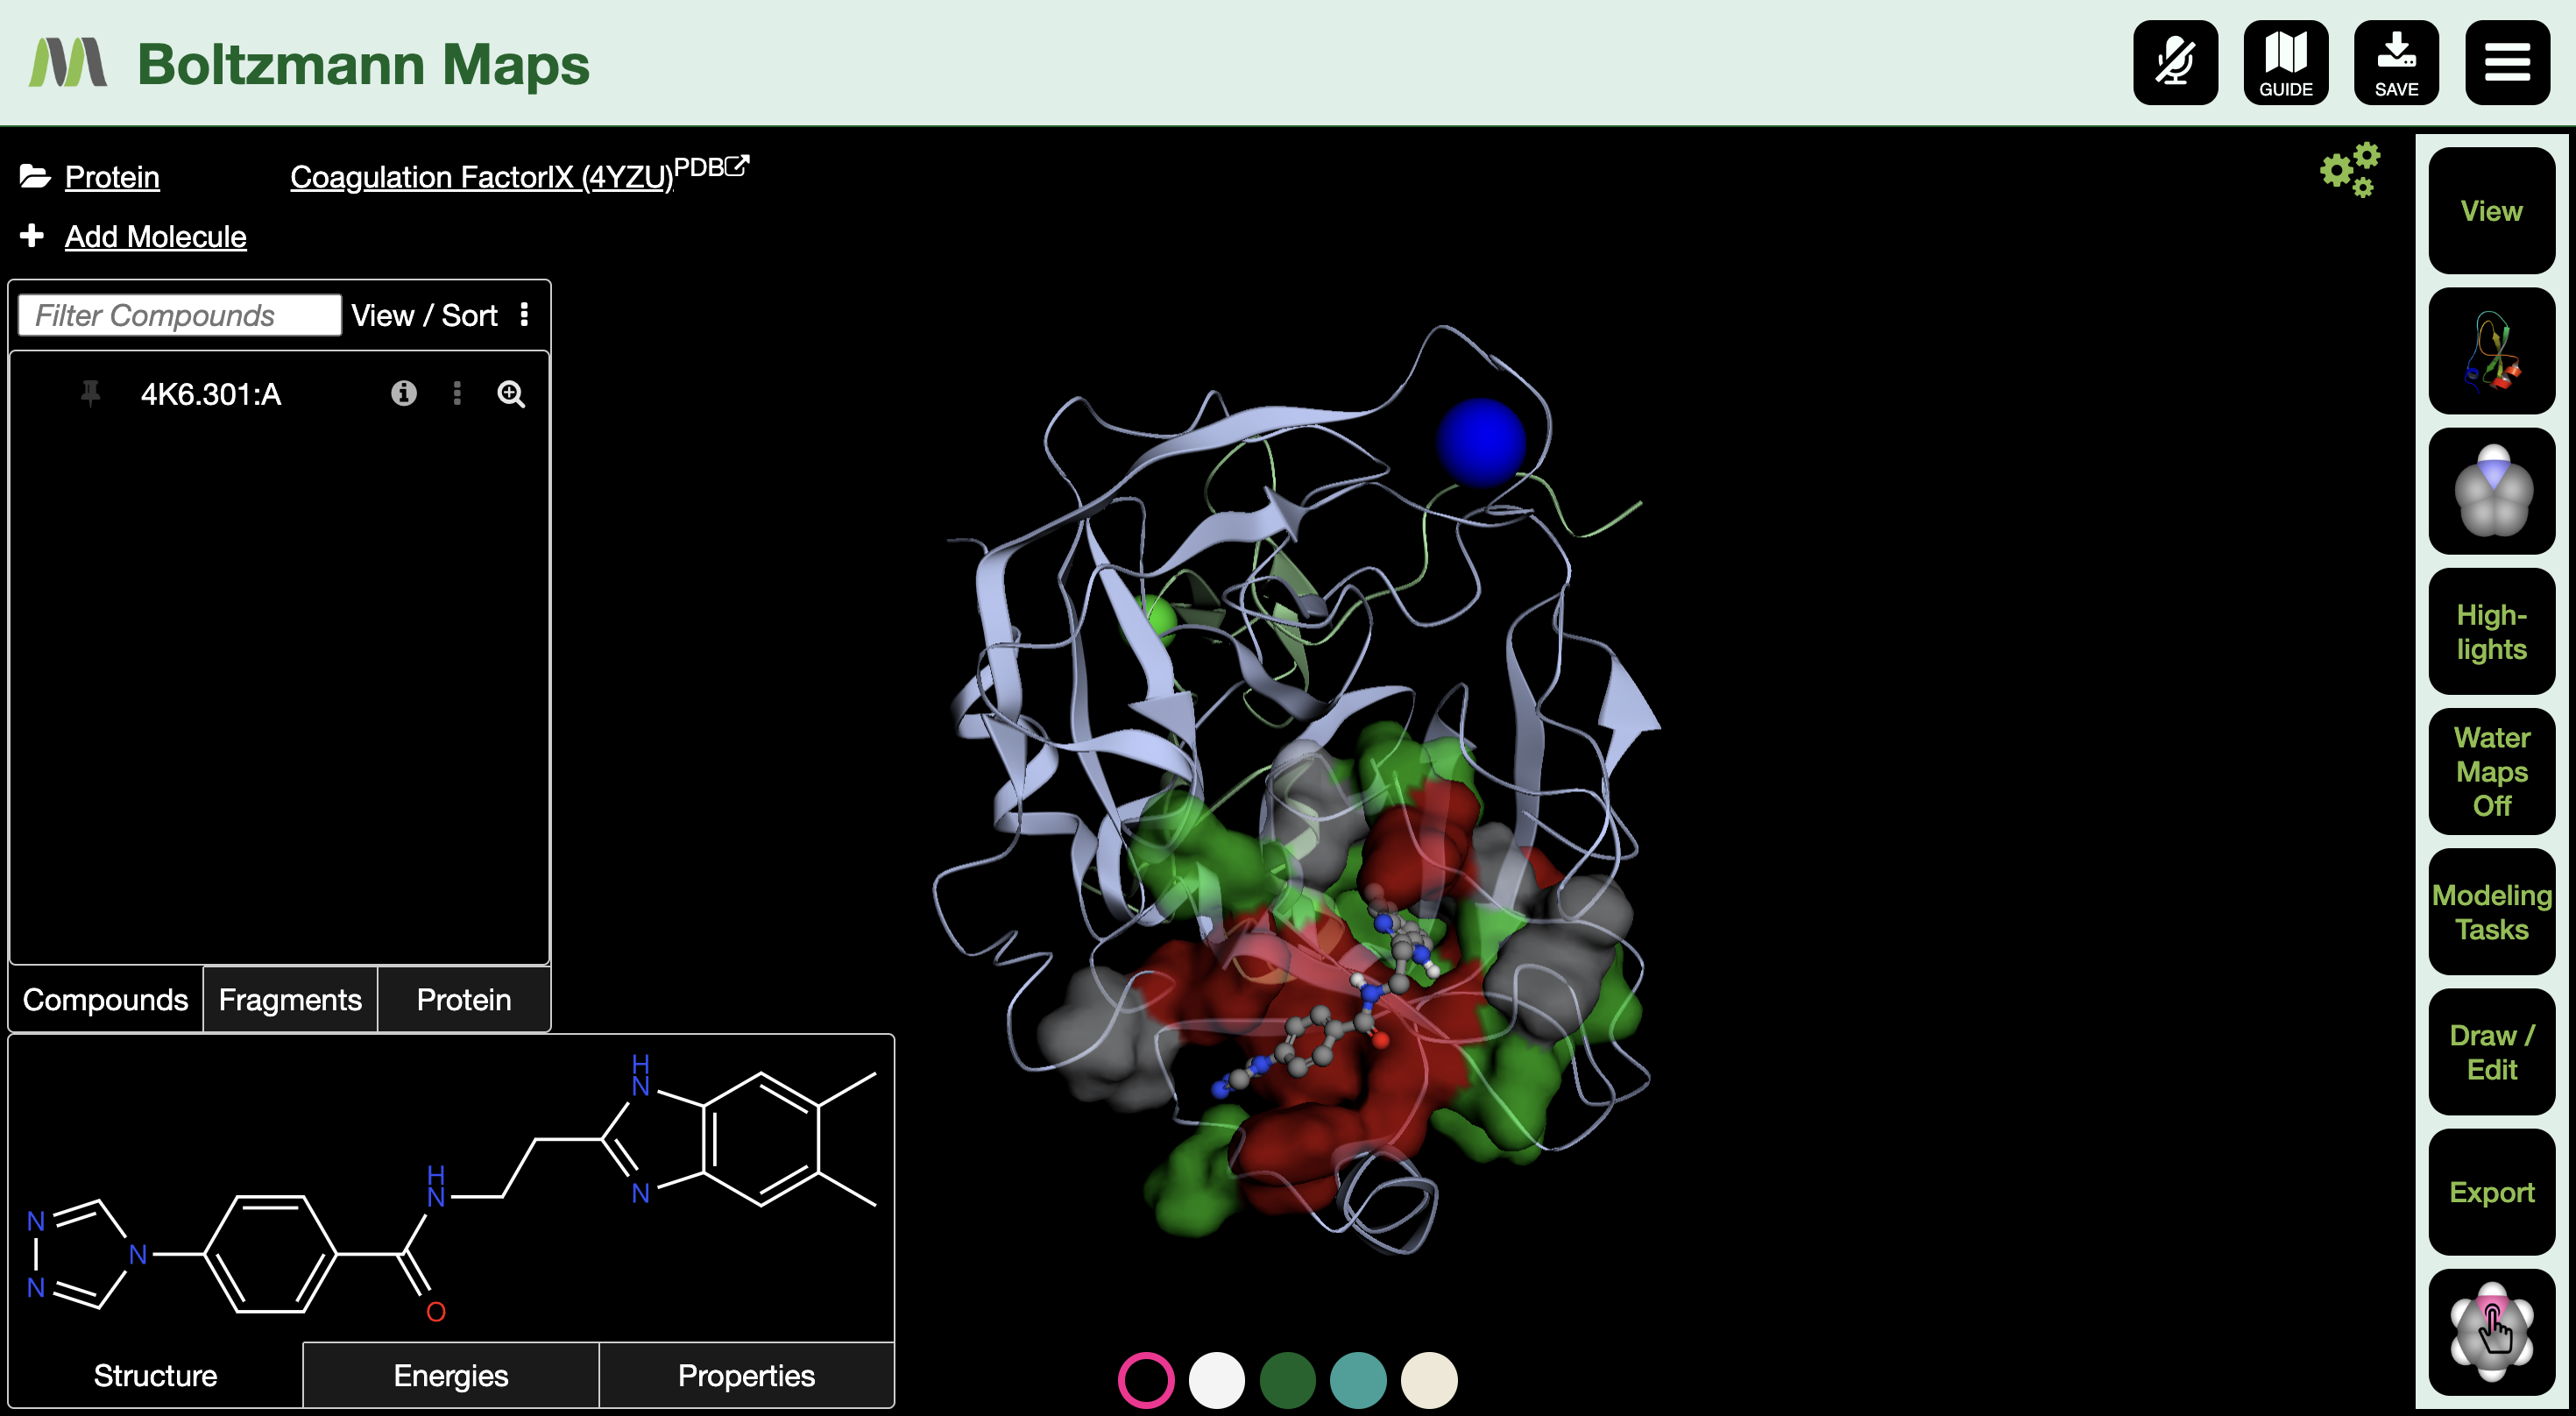 Boltzmann Maps
GUIDE
SAVE
Protein
Coagulation FactorIX (4YZU) PDB
Add Molecule
Filter Compounds
View / Sort
4K6.301:A
Compounds
Fragments
Protein
H
N
N
H
N
N
N
N
O
Structure
Energies
Properties
View
High-
lights
Water
Maps
Off
Modeling
Tasks
Draw /
Edit
Export